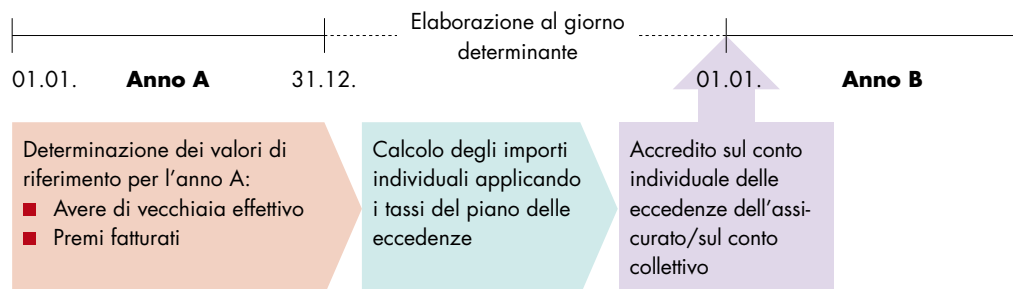 Elaborazione al giorno
determinante
01.01. Anno A 31.12. 01.01. Anno B
Determinazione dei valori di
riferimento per l'anno A:
Avere di vecchiaia effettivo
Premi fatturati
Calcolo degli importi
individuali applicando
i tassi del piano delle
eccedenze
Accredito sul conto
individuale delle
eccedenze dell'assi-
curato/sul conto
collettivo